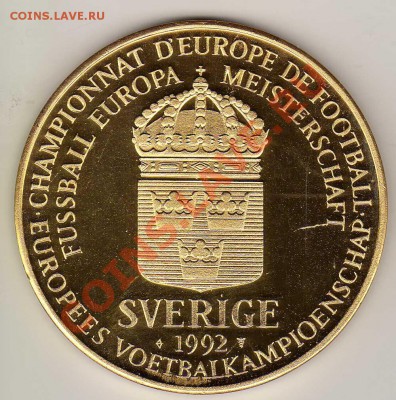 COINS.LAVE.RU
· CHAMPIONNAT D'EUROPE DE FOOTBALL ·
EUROPEES VOETBALKAMPIOENSCHAP
FUSSBALL EUROPA MEISTERSCHAFT
SVERIGE
1992
COINS.LAVE.RU